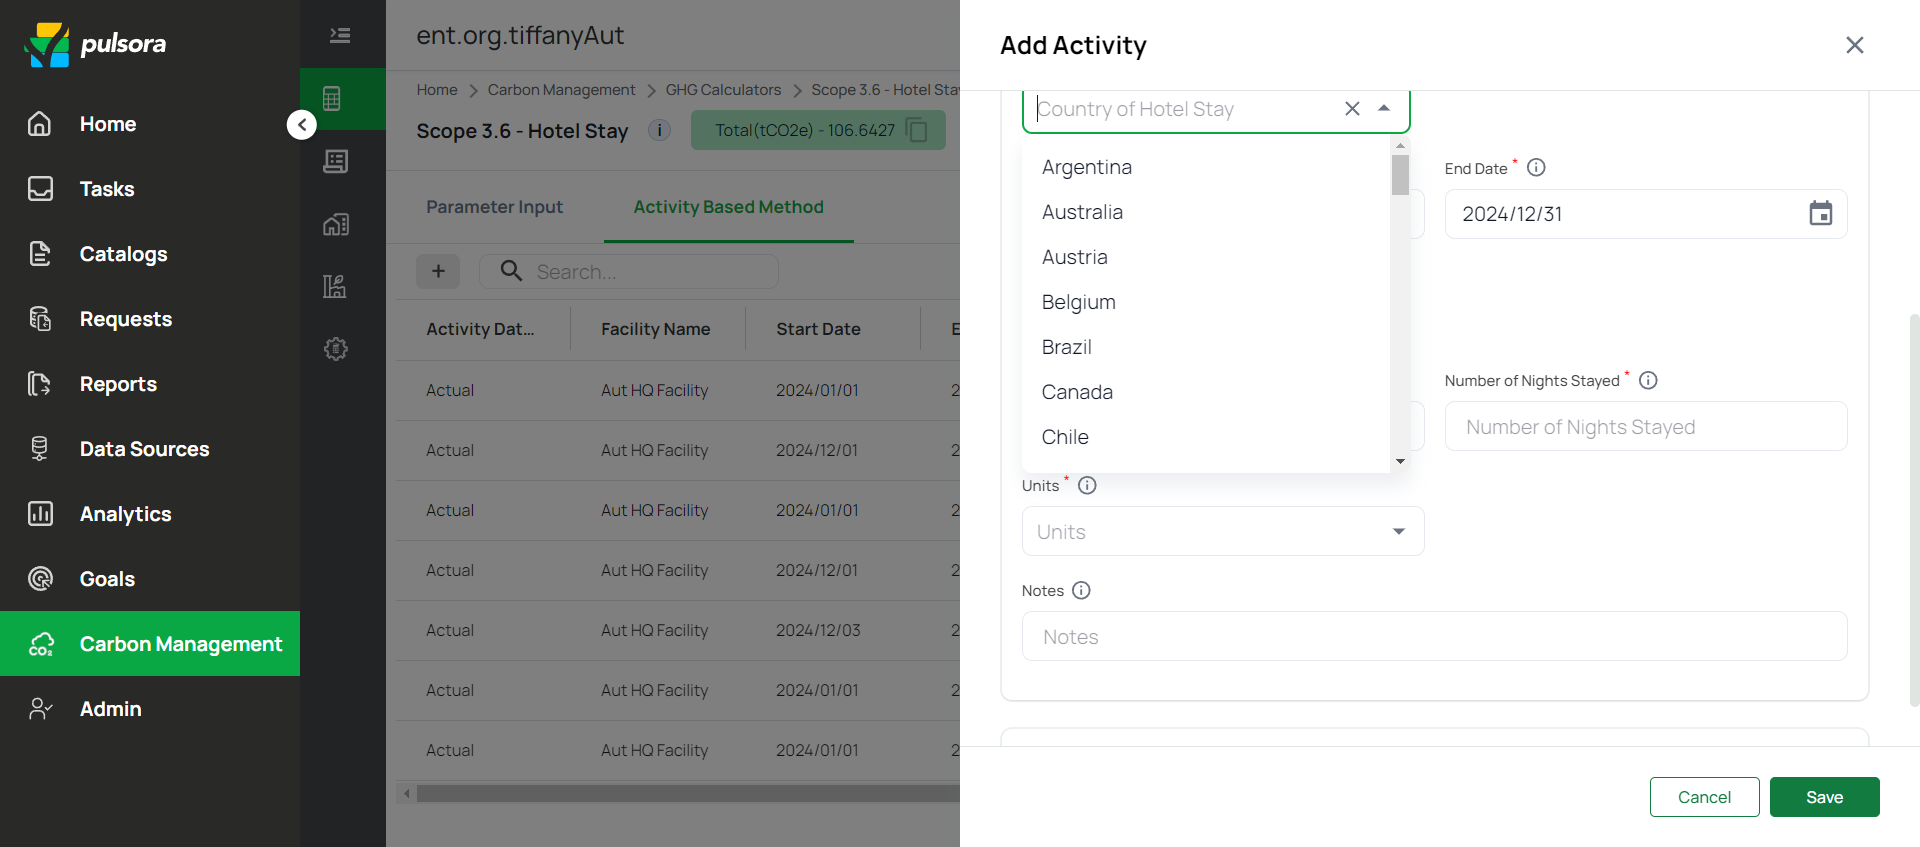 pulsora
Home
Tasks
Catalogs
Requests
Reports
Data Sources
Analytics
Goals
Carbon Management
Admin
ent.org.tiffanyAut
Home > Carbon Management > GHG Calculators > Scope 3.6 - Hotel Stay
Scope 3.6 - Hotel Stay
Total(tCO2e) - 106.6427
Parameter Input
Activity Based Method
+
Search...
Activity Dat... Facility Name Start Date E
Actual Aut HQ Facility 2024/01/01 2
Actual Aut HQ Facility 2024/12/01 2
Actual Aut HQ Facility 2024/01/01 2
Actual Aut HQ Facility 2024/12/01 2
Actual Aut HQ Facility 2024/12/03 2
Actual Aut HQ Facility 2024/01/01 2
Actual Aut HQ Facility 2024/01/01 2
Add Activity
Country of Hotel Stay
Argentina
Australia
Austria
Belgium
Brazil
Canada
Chile
End Date *
2024/12/31
Number of Nights Stayed *
Number of Nights Stayed
Units *
Units
Notes
Notes
Cancel
Save